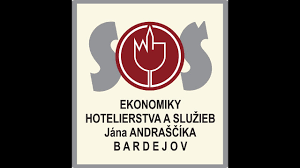 SOŠ
EKONOMIKY
HOTELIERSTVA A SLUŽIEB
Jána ANDRAŠČÍKA
BARDEJOV